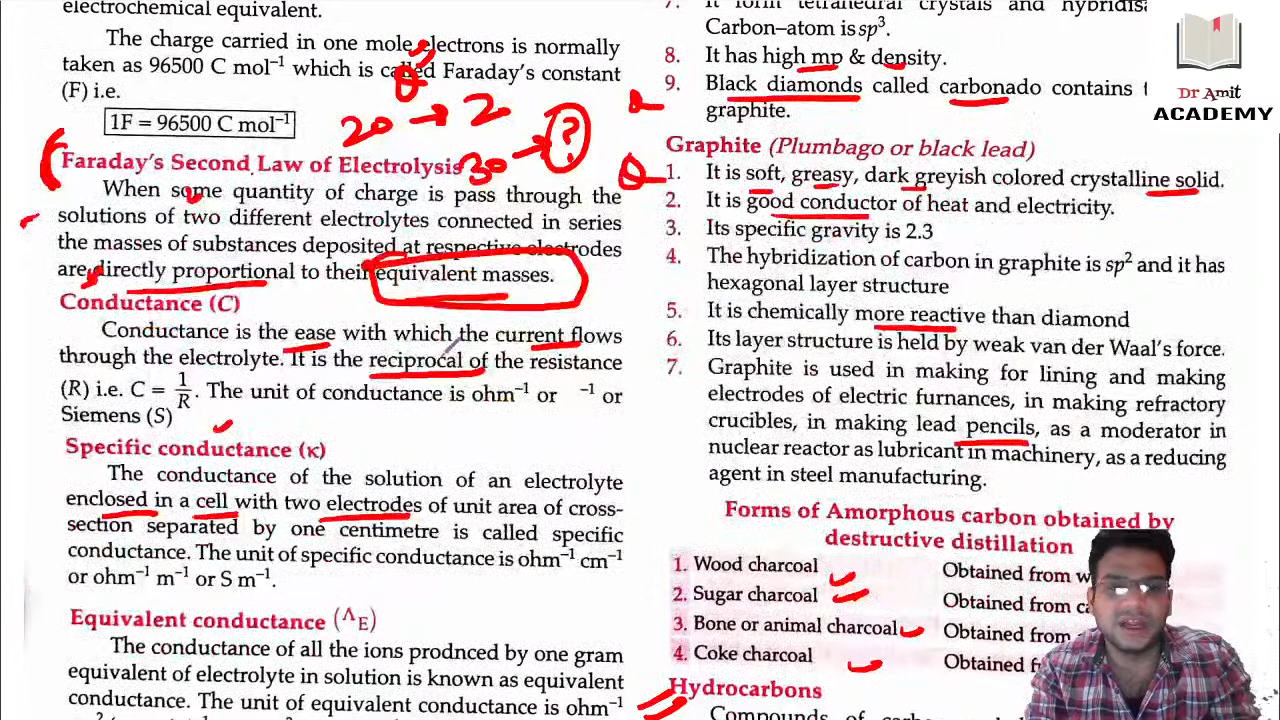 electrochemical equivalent.
The charge carried in one mole electrons is normally
taken as 96500 C mol⁻¹ which is called Faraday's constant
(F) i.e.
1F = 96500 C mol⁻¹
20 → 2
30 → ?
Faraday's Second Law of Electrolysis
When some quantity of charge is pass through the
solutions of two different electrolytes connected in series
the masses of substances deposited at respective electrodes
are directly proportional to their equivalent masses.
Conductance (C)
Conductance is the ease with which the current flows
through the electrolyte. It is the reciprocal of the resistance
(R) i.e. C = 1/R. The unit of conductance is ohm⁻¹ or ⁻¹ or
Siemens (S)
Specific conductance (κ)
The conductance of the solution of an electrolyte
enclosed in a cell with two electrodes of unit area of cross-
section separated by one centimetre is called specific
conductance. The unit of specific conductance is ohm⁻¹ cm⁻¹
or ohm⁻¹ m⁻¹ or S m⁻¹.
Equivalent conductance (ΛE)
The conductance of all the ions prodnced by one gram
equivalent of electrolyte in solution is known as equivalent
conductance. The unit of equivalent conductance is ohm⁻¹
7. It form tetrahedral crystals and
Carbon–atom is sp³.
8. It has high mp & density.
9. Black diamonds called carbonado contains
graphite.
Graphite (Plumbago or black lead)
1. It is soft, greasy, dark greyish colored crystalline solid.
2. It is good conductor of heat and electricity.
3. Its specific gravity is 2.3
4. The hybridization of carbon in graphite is sp² and it has
hexagonal layer structure
5. It is chemically more reactive than diamond
6. Its layer structure is held by weak van der Waal's force.
7. Graphite is used in making for lining and making
electrodes of electric furnances, in making refractory
crucibles, in making lead pencils, as a moderator in
nuclear reactor as lubricant in machinery, as a reducing
agent in steel manufacturing.
Forms of Amorphous carbon obtained by
destructive distillation
1. Wood charcoal Obtained from
2. Sugar charcoal Obtained from
3. Bone or animal charcoal Obtained from
4. Coke charcoal Obtained
Hydrocarbons
Compounds of
Dr Amit
ACADEMY